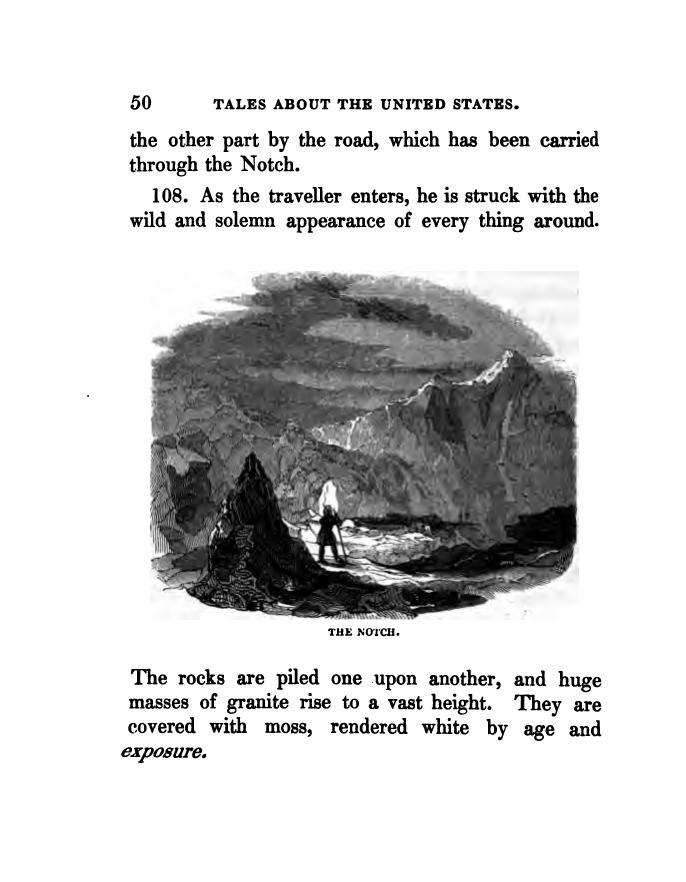 50 TALES ABOUT THE UNITED STATES.
the other part by the road, which has been carried
through the Notch.
108. As the traveller enters, he is struck with the
wild and solemn appearance of every thing around.
THE NOTCH.
The rocks are piled one upon another, and huge
masses of granite rise to a vast height. They are
covered with moss, rendered white by age and
exposure.